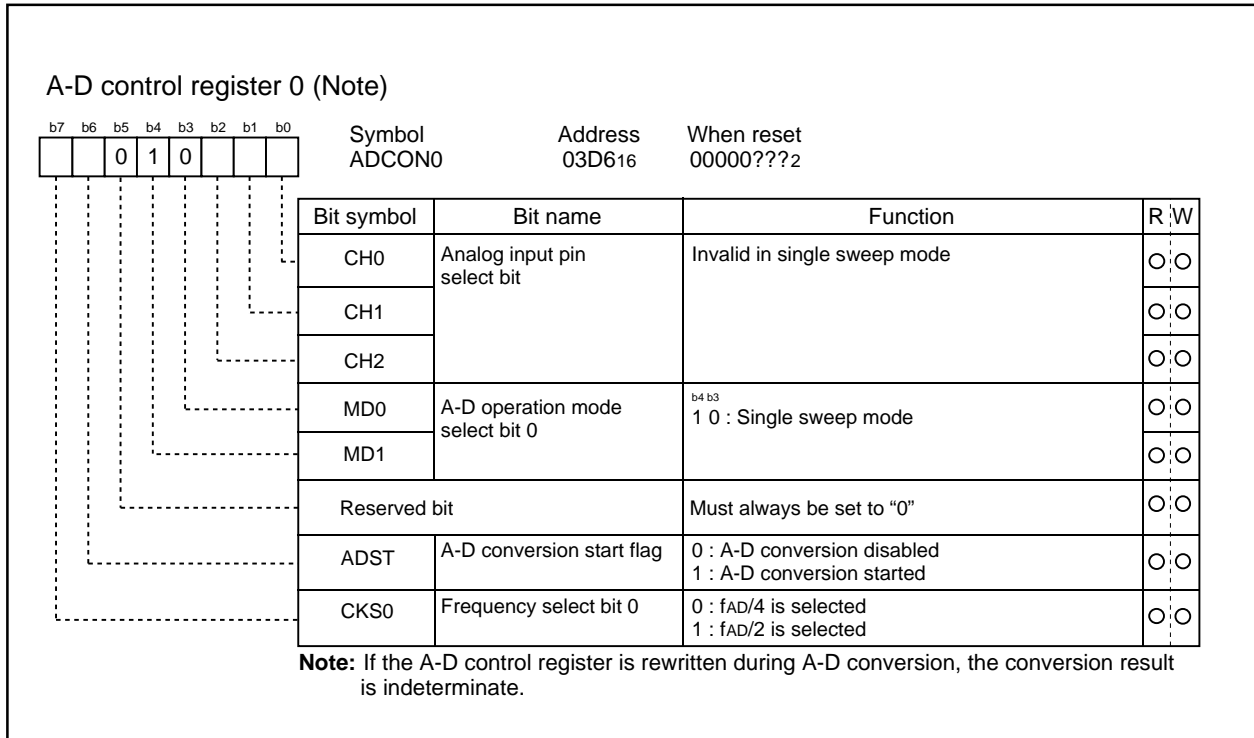 A-D control register 0 (Note)
b7 b6 b5 b4 b3 b2 b1 b0
0 1 0
Symbol Address When reset
ADCON0 03D616 00000???2
Bit symbol Bit name Function R W
CH0 Analog input pin select bit Invalid in single sweep mode
CH1
CH2
MD0 A-D operation mode select bit 0 b4 b3
1 0 : Single sweep mode
MD1
Reserved bit Must always be set to “0”
ADST A-D conversion start flag 0 : A-D conversion disabled
1 : A-D conversion started
CKS0 Frequency select bit 0 0 : fAD/4 is selected
1 : fAD/2 is selected
Note: If the A-D control register is rewritten during A-D conversion, the conversion result
is indeterminate.